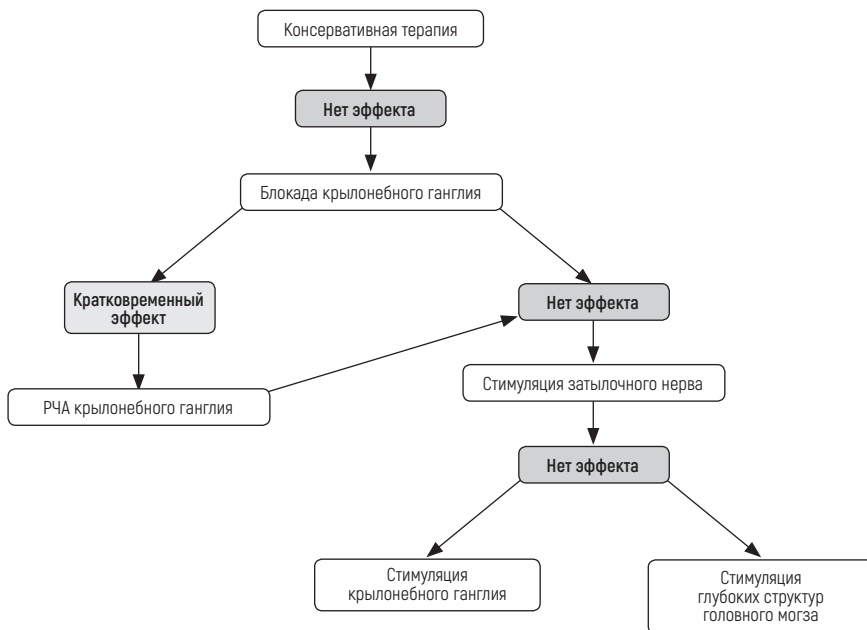 Консервативная терапия
Нет эффекта
Блокада крылонебного ганглия
Кратковременный
эффект
Нет эффекта
РЧА крылонебного ганглия
Стимуляция затылочного нерва
Нет эффекта
Стимуляция
крылонебного ганглия
Стимуляция
глубоких структур
головного могза